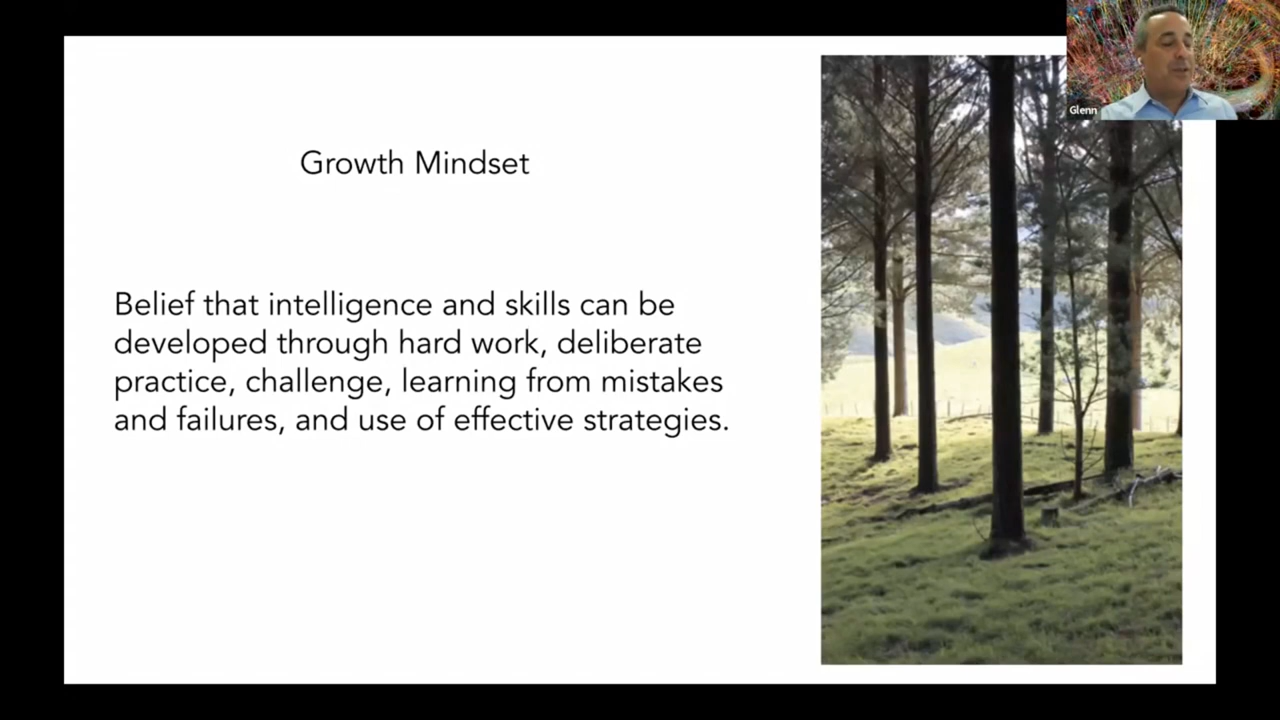 Glenn
Growth Mindset
Belief that intelligence and skills can be
developed through hard work, deliberate
practice, challenge, learning from mistakes
and failures, and use of effective strategies.